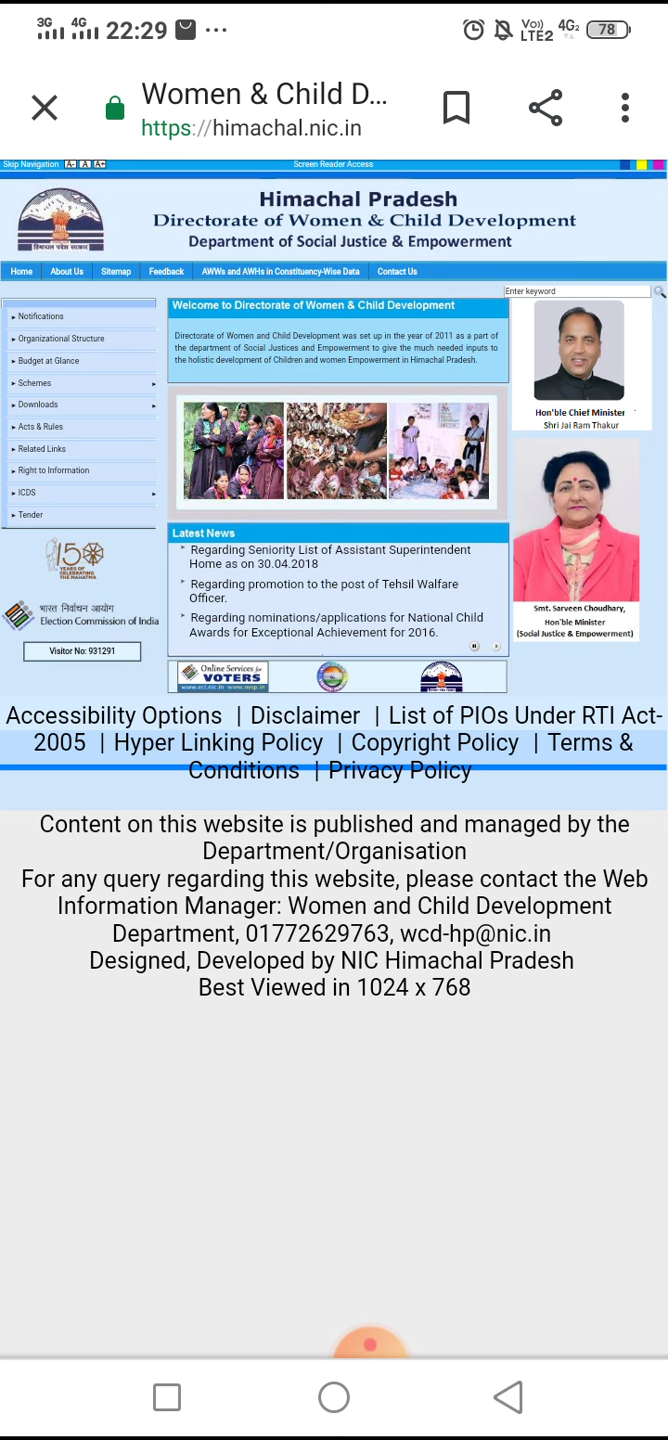 3G 4G 22:29 ... Vo)) LTE2 4G2 78
Women & Child D...
https://himachal.nic.in
Skip Navigation A- A A+ Screen Reader Access
Himachal Pradesh
Directorate of Women & Child Development
Department of Social Justice & Empowerment
Home About Us Sitemap Feedback AWWs and AWHs in Constituency-Wise Data Contact Us
Enter keyword
Notifications
Organizational Structure
Budget at Glance
Schemes
Downloads
Acts & Rules
Related Links
Right to Information
ICDS
Tender
150
YEARS OF
CELEBRATING
THE MAHATMA
भारत निर्वाचन आयोग
Election Commission of India
Visitor No: 931291
Welcome to Directorate of Women & Child Development
Directorate of Women and Child Development was set up in the year of 2011 as a part of
the department of Social Justices and Empowerment to give the much needed inputs to
the holistic development of Children and women Empowerment in Himachal Pradesh.
Latest News
Regarding Seniority List of Assistant Superintendent
Home as on 30.04.2018
Regarding promotion to the post of Tehsil Walfare
Officer.
Regarding nominations/applications for National Child
Awards for Exceptional Achievement for 2016.
Online Services for
VOTERS
www.eci.nic.in www.nvsp.in
Hon'ble Chief Minister
Shri Jai Ram Thakur
Smt. Sarveen Choudhary,
Hon'ble Minister
(Social Justice & Empowerment)
Accessibility Options | Disclaimer | List of PIOs Under RTI Act-
2005 | Hyper Linking Policy | Copyright Policy | Terms &
Conditions | Privacy Policy
Content on this website is published and managed by the
Department/Organisation
For any query regarding this website, please contact the Web
Information Manager: Women and Child Development
Department, 01772629763, wcd-hp@nic.in
Designed, Developed by NIC Himachal Pradesh
Best Viewed in 1024 x 768